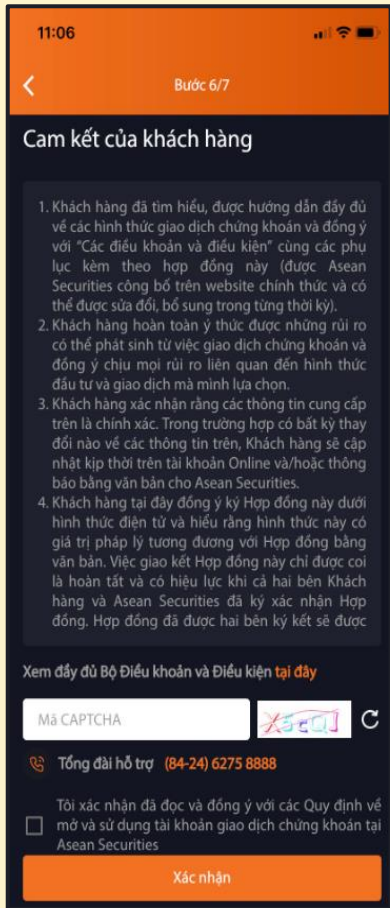 11:06
Bước 6/7
Cam kết của khách hàng
1. Khách hàng đã tìm hiểu, được hướng dẫn đầy đủ
về các hình thức giao dịch chứng khoán và đồng ý
với "Các điều khoản và điều kiện" cùng các phụ
lục kèm theo hợp đồng này (được Asean
Securities công bố trên website chính thức và có
thể được sửa đổi, bổ sung trong từng thời kỳ).
2. Khách hàng hoàn toàn ý thức được những rủi ro
có thể phát sinh từ việc giao dịch chứng khoán và
đồng ý chịu mọi rủi ro liên quan đến hình thức
đầu tư và giao dịch mà mình lựa chọn.
3. Khách hàng xác nhận rằng các thông tin cung cấp
trên là chính xác. Trong trường hợp có bất kỳ thay
đổi nào về các thông tin trên, Khách hàng sẽ cập
nhật kịp thời trên tài khoản Online và/hoặc thông
báo bằng văn bản cho Asean Securities.
4. Khách hàng tại đây đồng ý ký Hợp đồng này dưới
hình thức điện tử và hiểu rằng hình thức này có
giá trị pháp lý tương đương với Hợp đồng bằng
văn bản. Việc giao kết Hợp đồng này chỉ được coi
là hoàn tất và có hiệu lực khi cả hai bên Khách
hàng và Asean Securities đã ký xác nhận Hợp
đồng. Hợp đồng đã được hai bên ký kết sẽ được
Xem đầy đủ Bộ Điều khoản và Điều kiện tại đây
Mã CAPTCHA
Tổng đài hỗ trợ (84-24) 6275 8888
Tôi xác nhận đã đọc và đồng ý với các Quy định về
mở và sử dụng tài khoản giao dịch chứng khoán tại
Asean Securities
Xác nhận